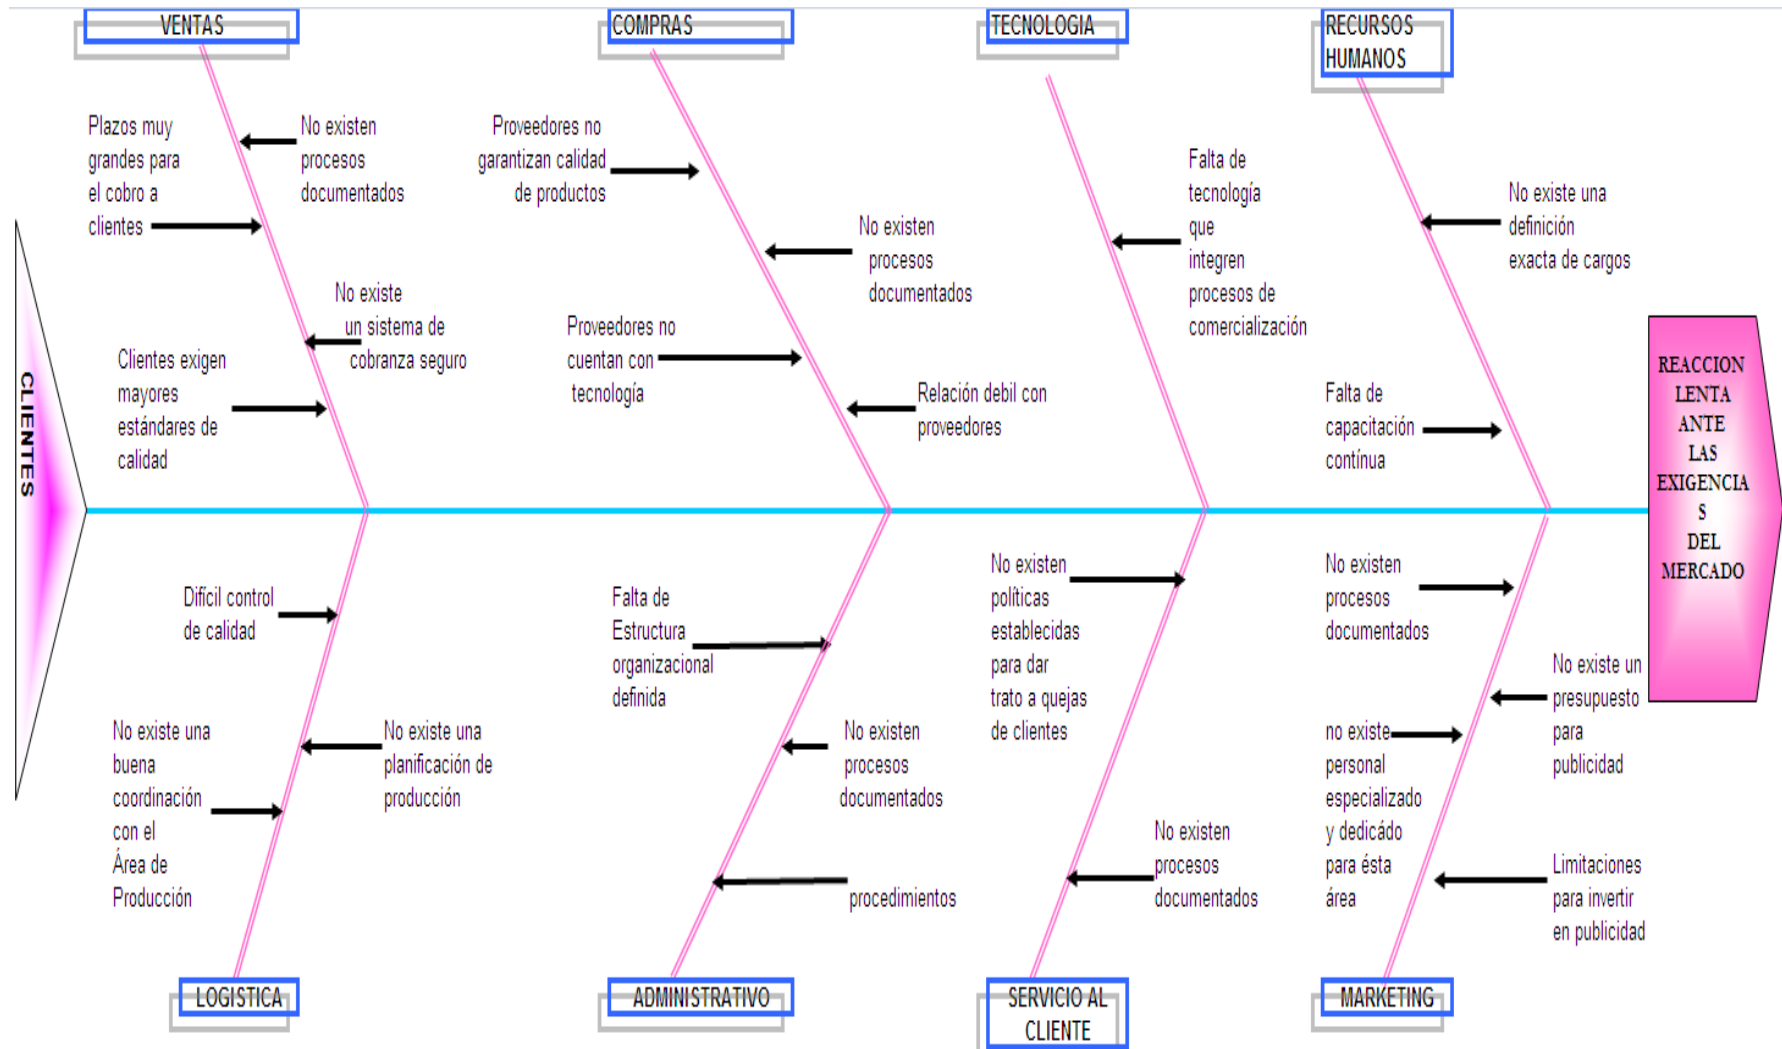 VENTAS
COMPRAS
TECNOLOGIA
RECURSOS
HUMANOS
Plazos muy
grandes para
el cobro a
clientes
No existen
procesos
documentados
No existe
un sistema de
cobranza seguro
Clientes exigen
mayores
estándares de
calidad
Proveedores no
garantizan calidad
de productos
No existen
procesos
documentados
Proveedores no
cuentan con
tecnología
Relación debil con
proveedores
Falta de
tecnología
que
integren
procesos de
comercialización
No existe una
definición
exacta de cargos
Falta de
capacitación
contínua
CLIENTES
REACCION
LENTA
ANTE
LAS
EXIGENCIA
S
DEL
MERCADO
Difícil control
de calidad
No existe una
buena
coordinación
con el
Área de
Producción
No existe una
planificación de
producción
Falta de
Estructura
organizacional
definida
No existen
procesos
documentados
procedimientos
No existen
políticas
establecidas
para dar
trato a quejas
de clientes
No existen
procesos
documentados
No existen
procesos
documentados
No existe un
presupuesto
para
publicidad
no existe
personal
especializado
y dedicádo
para ésta
área
Limitaciones
para invertir
en publicidad
LOGISTICA
ADMINISTRATIVO
SERVICIO AL
CLIENTE
MARKETING